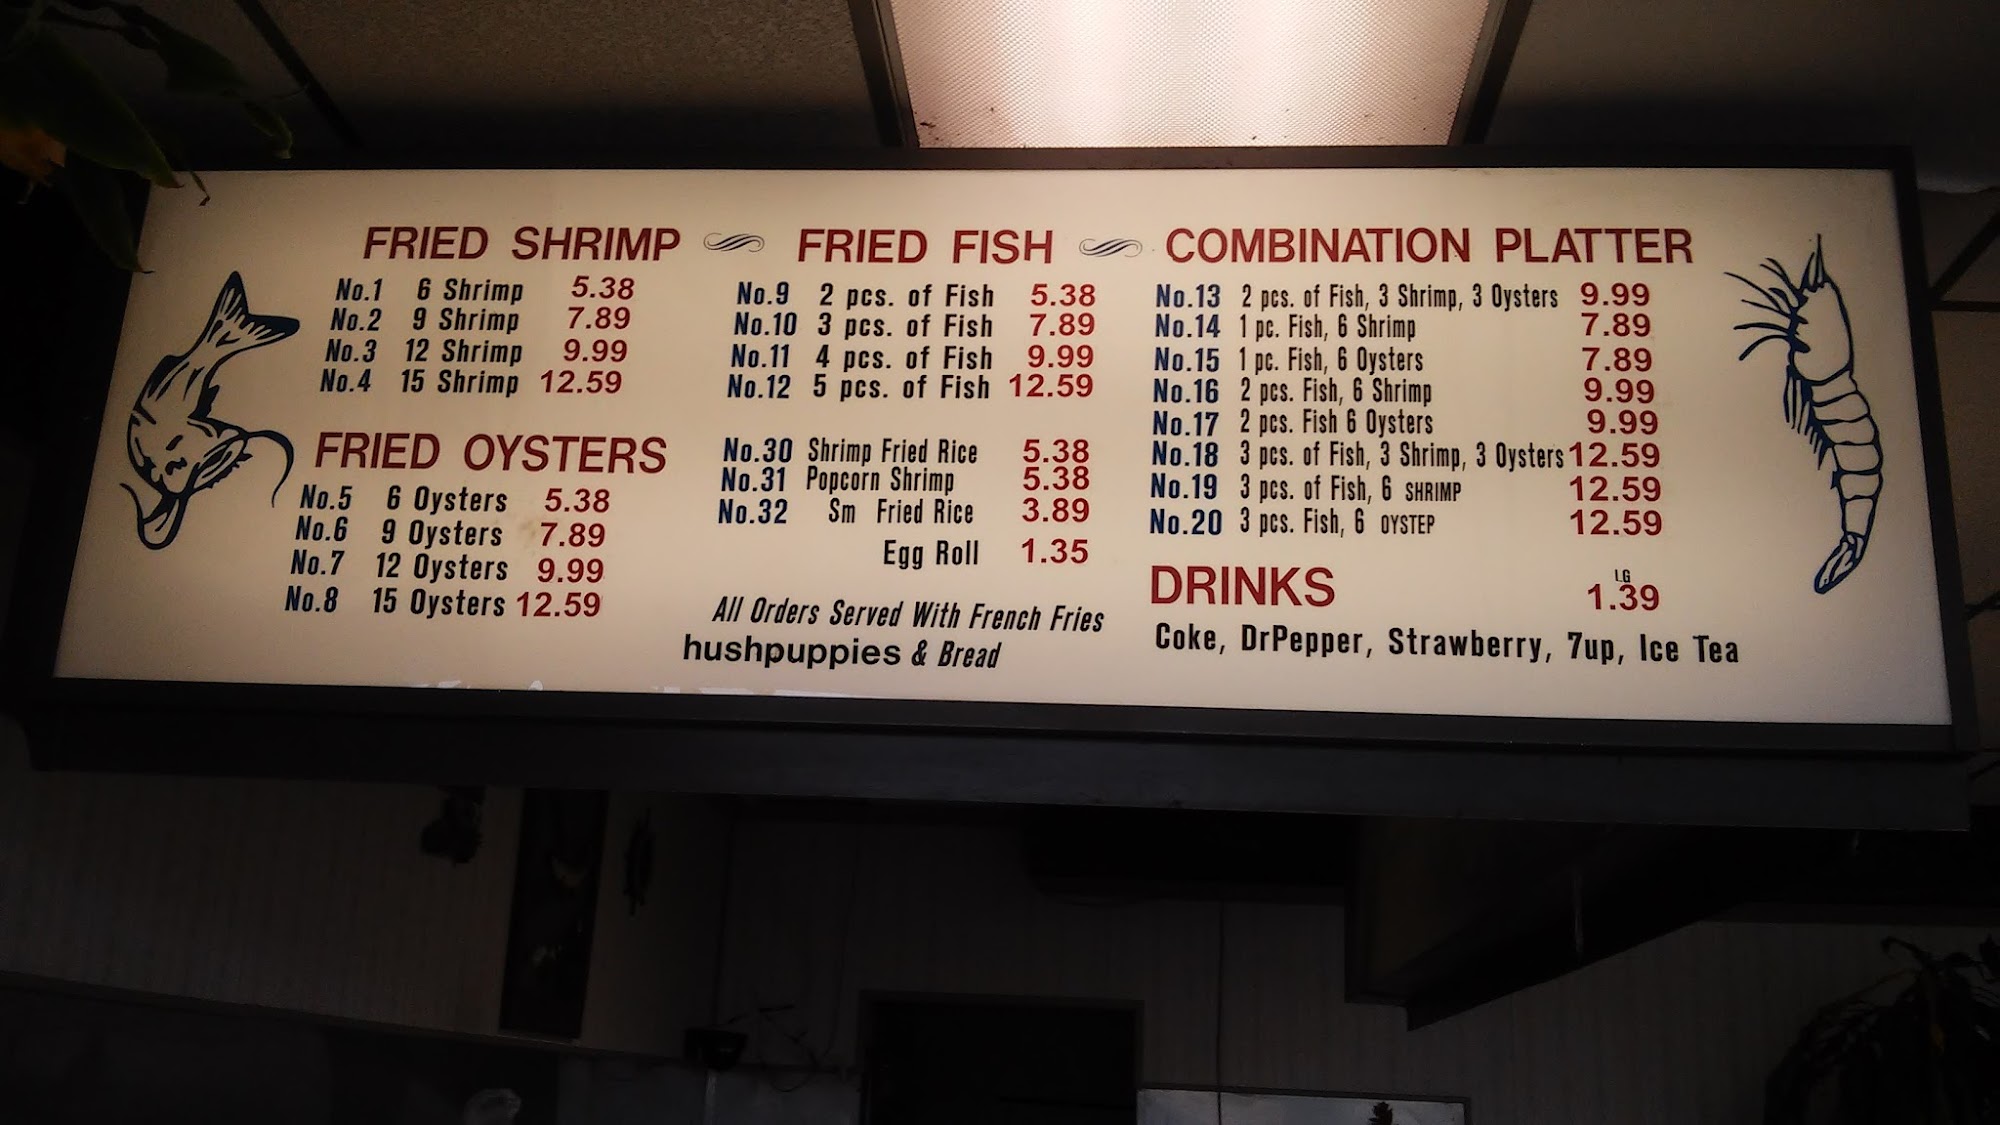 FRIED SHRIMP
No.1 6 Shrimp 5.38
No.2 9 Shrimp 7.89
No.3 12 Shrimp 9.99
No.4 15 Shrimp 12.59
FRIED OYSTERS
No.5 6 Oysters 5.38
No.6 9 Oysters 7.89
No.7 12 Oysters 9.99
No.8 15 Oysters 12.59
FRIED FISH
No.9 2 pcs. of Fish 5.38
No.10 3 pcs. of Fish 7.89
No.11 4 pcs. of Fish 9.99
No.12 5 pcs. of Fish 12.59
No.30 Shrimp Fried Rice 5.38
No.31 Popcorn Shrimp 5.38
No.32 Sm Fried Rice 3.89
Egg Roll 1.35
All Orders Served With French Fries
hushpuppies & Bread
COMBINATION PLATTER
No.13 2 pcs. of Fish, 3 Shrimp, 3 Oysters 9.99
No.14 1 pc. Fish, 6 Shrimp 7.89
No.15 1 pc. Fish, 6 Oysters 7.89
No.16 2 pcs. Fish, 6 Shrimp 9.99
No.17 2 pcs. Fish 6 Oysters 9.99
No.18 3 pcs. of Fish, 3 Shrimp, 3 Oysters 12.59
No.19 3 pcs. of Fish, 6 SHRIMP 12.59
No.20 3 pcs. Fish, 6 OYSTEP 12.59
LG
DRINKS 1.39
Coke, DrPepper, Strawberry, 7up, Ice Tea